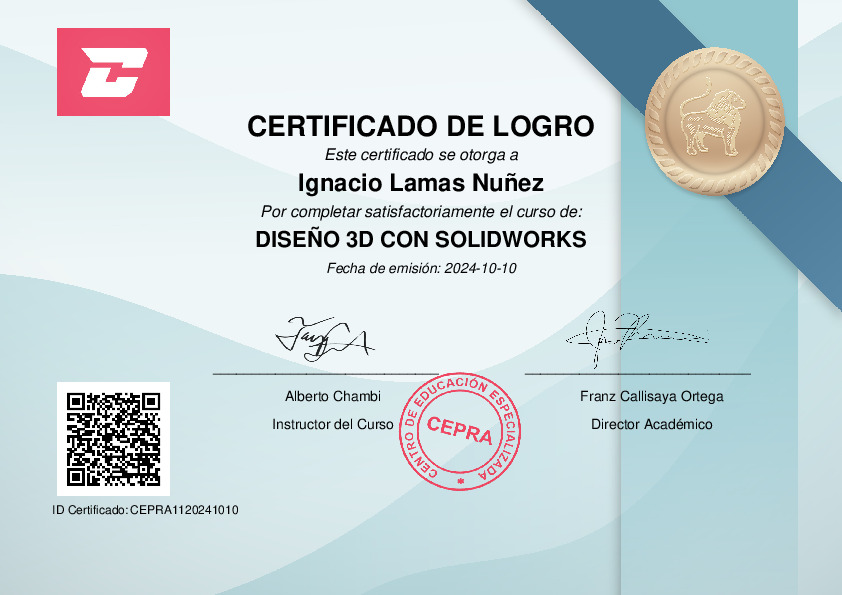 CERTIFICADO DE LOGRO
Este certificado se otorga a
Ignacio Lamas Nuñez
Por completar satisfactoriamente el curso de:
DISEÑO 3D CON SOLIDWORKS
Fecha de emisión: 2024-10-10
Alberto Chambi
Franz Callisaya Ortega
Instructor del Curso
Director Académico
CENTRO DE EDUCACIÓN ESPECIALIZADA
CEPRA
ID Certificado: CEPRA1120241010